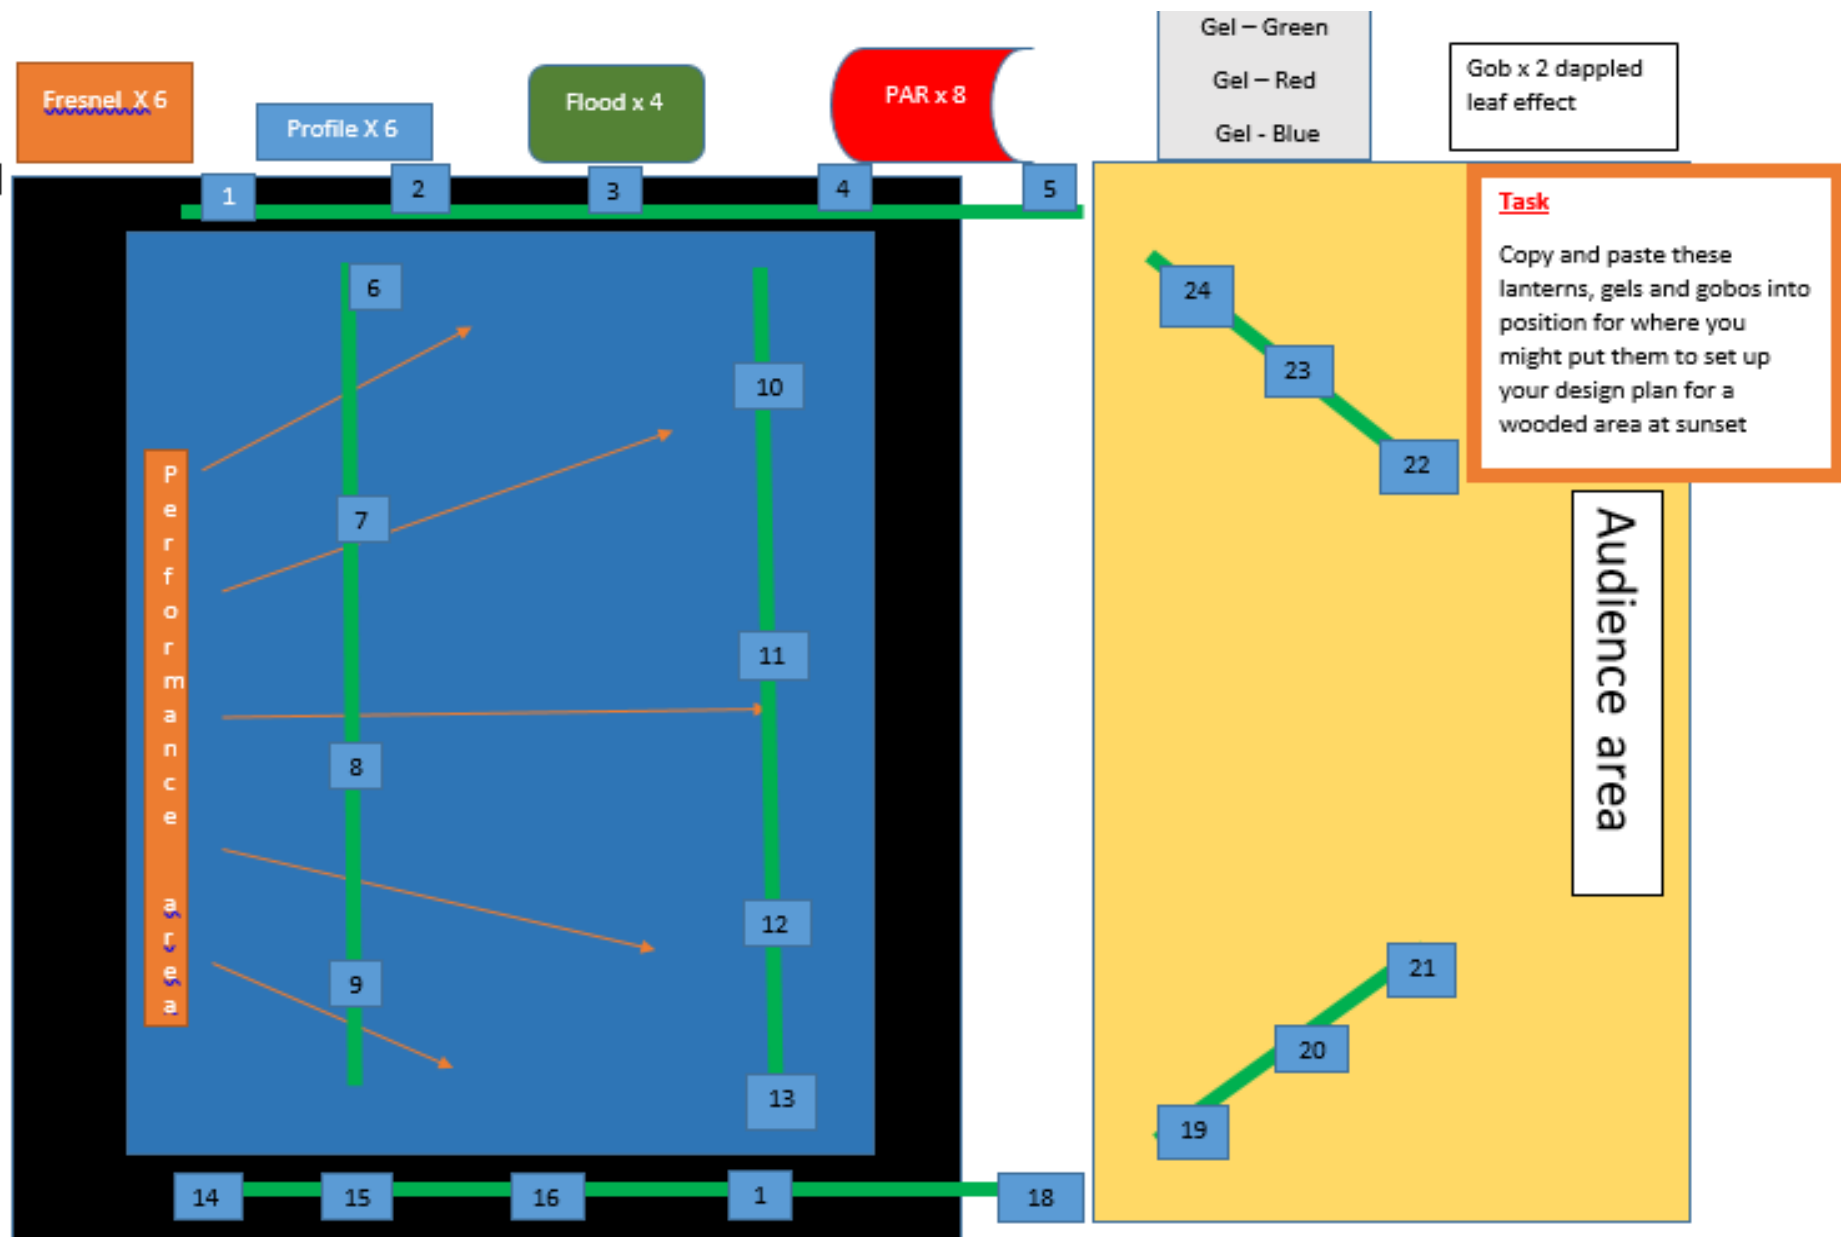 Gel – Green
Gel – Red
Gel - Blue
Gob x 2 dappled
leaf effect
Fresnel X 6
Profile X 6
Flood x 4
PAR x 8
1
2
3
4
5
Task
Copy and paste these
lanterns, gels and gobos into
position for where you
might put them to set up
your design plan for a
wooded area at sunset
6
7
8
9
10
11
12
13
Performance area
24
23
22
Audience area
21
20
19
14
15
16
1
18